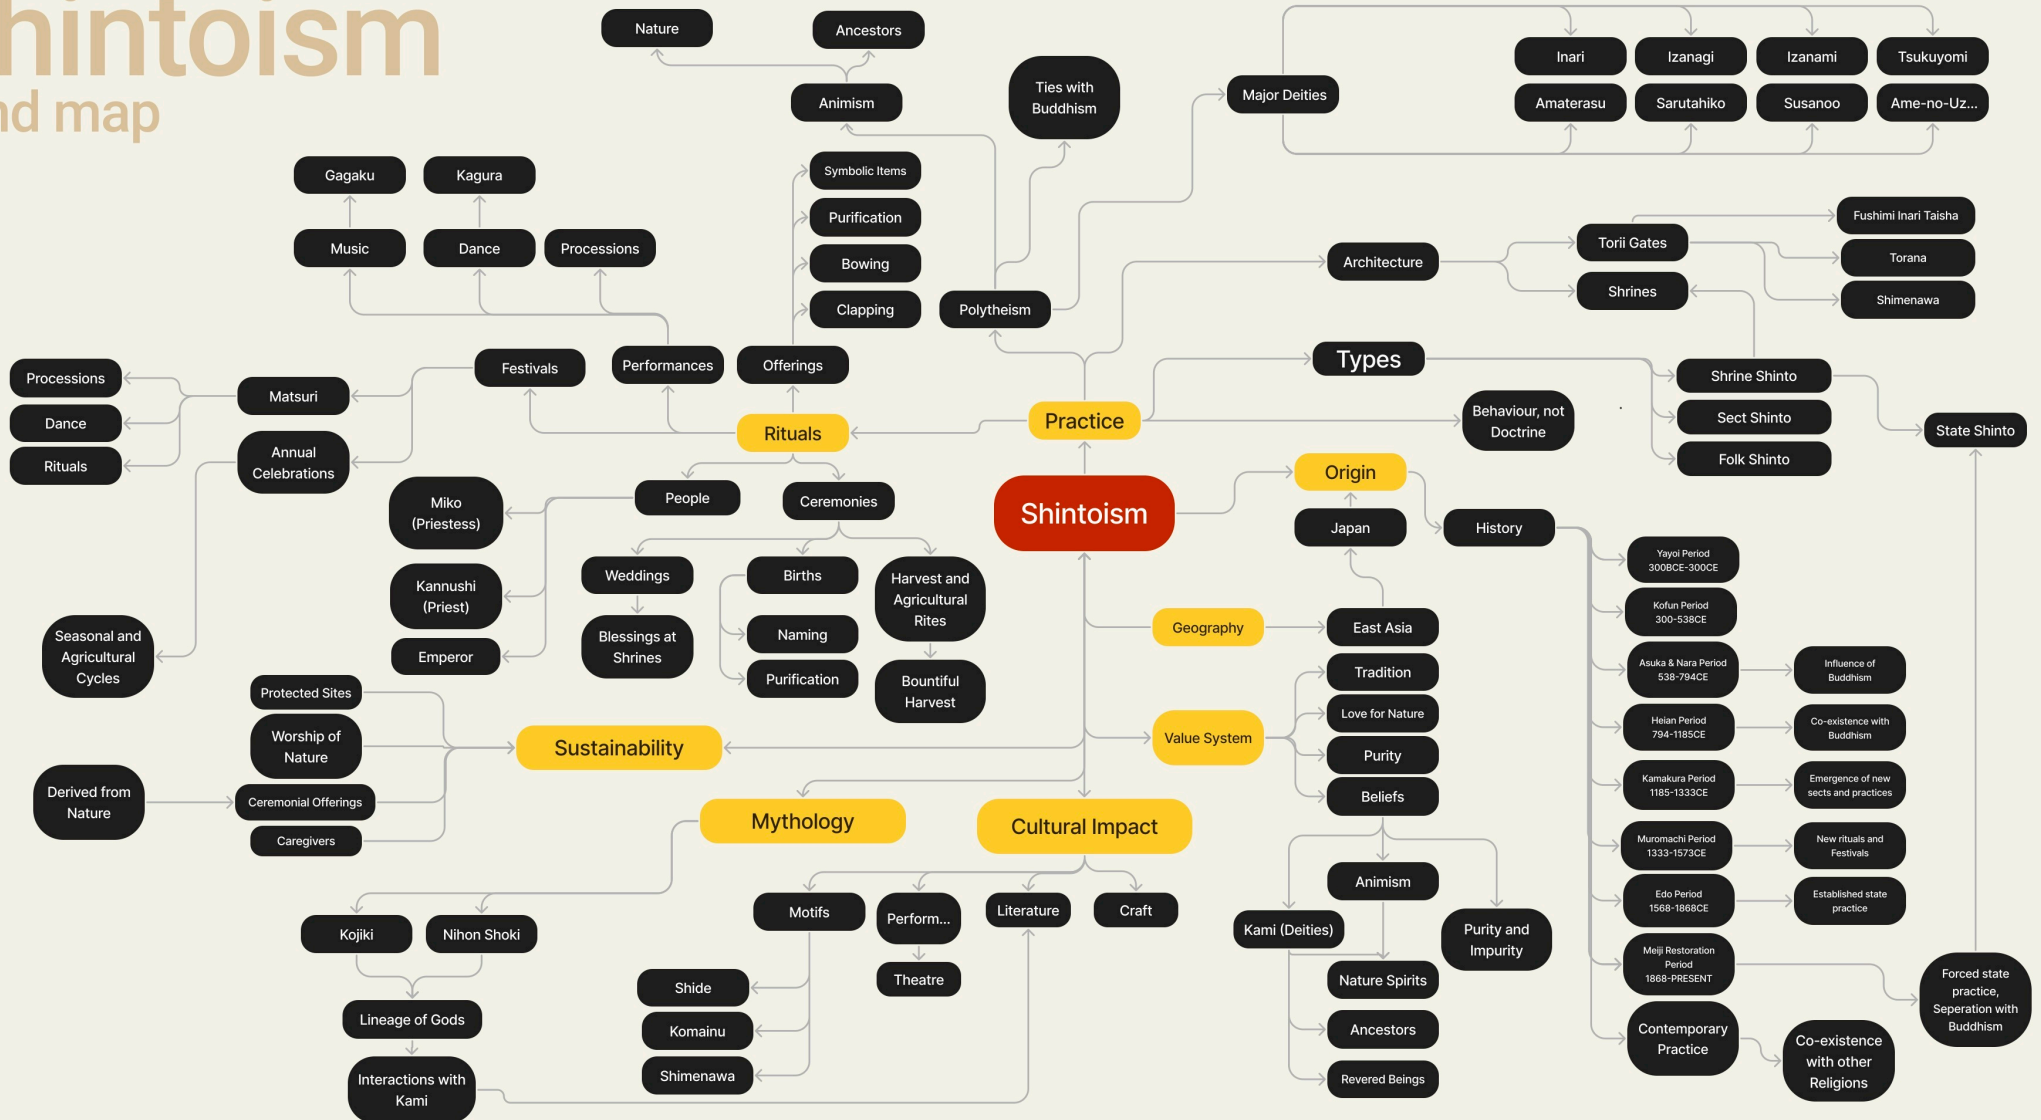 hintoism
nd map
Nature
Ancestors
Animism
Ties with
Buddhism
Major Deities
Inari
Izanagi
Izanami
Tsukuyomi
Amaterasu
Sarutahiko
Susanoo
Ame-no-Uz...
Gagaku
Kagura
Music
Dance
Processions
Symbolic Items
Purification
Bowing
Clapping
Polytheism
Architecture
Torii Gates
Shrines
Fushimi Inari Taisha
Torana
Shimenawa
Processions
Dance
Rituals
Matsuri
Annual
Celebrations
Festivals
Performances
Offerings
Rituals
Practice
Types
Behaviour, not
Doctrine
Shrine Shinto
Sect Shinto
Folk Shinto
State Shinto
Miko
(Priestess)
Kannushi
(Priest)
Emperor
People
Ceremonies
Weddings
Blessings at
Shrines
Births
Naming
Purification
Harvest and
Agricultural
Rites
Bountiful
Harvest
Shintoism
Origin
Japan
History
Geography
East Asia
Value System
Tradition
Love for Nature
Purity
Beliefs
Yayoi Period
300BCE-300CE
Kofun Period
300-538CE
Asuka & Nara Period
538-794CE
Influence of
Buddhism
Heian Period
794-1185CE
Co-existence with
Buddhism
Kamakura Period
1185-1333CE
Emergence of new
sects and practices
Muromachi Period
1333-1573CE
New rituals and
Festivals
Edo Period
1568-1868CE
Established state
practice
Meiji Restoration
Period
1868-PRESENT
Forced state
practice,
Seperation with
Buddhism
Contemporary
Practice
Co-existence
with other
Religions
Seasonal and
Agricultural
Cycles
Protected Sites
Worship of
Nature
Derived from
Nature
Ceremonial Offerings
Caregivers
Sustainability
Mythology
Cultural Impact
Kojiki
Nihon Shoki
Lineage of Gods
Interactions with
Kami
Motifs
Perform...
Literature
Craft
Theatre
Shide
Komainu
Shimenawa
Animism
Kami (Deities)
Purity and
Impurity
Nature Spirits
Ancestors
Revered Beings